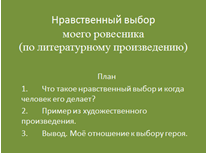 Нравственный выбор
моего ровесника
(по литературному произведению)
План
1. Что такое нравственный выбор и когда
человек его делает?
2. Пример из художественного
произведения.
3. Вывод. Моё отношение к выбору героя.